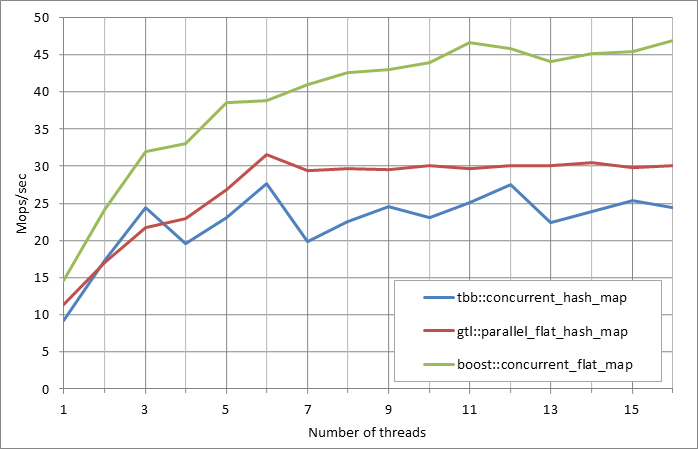 50
45
40
35
30
25
20
15
10
5
0
Mops/sec
tbb::concurrent_hash_map
gtl::parallel_flat_hash_map
boost::concurrent_flat_map
1 3 5 7 9 11 13 15
Number of threads